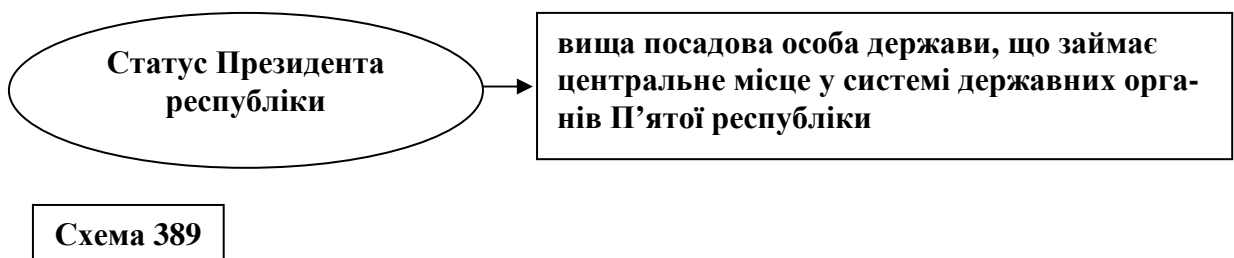 Статус Президента
республіки
вища посадова особа держави, що займає
центральне місце у системі державних орга-
нів П’ятої республіки
Схема 389